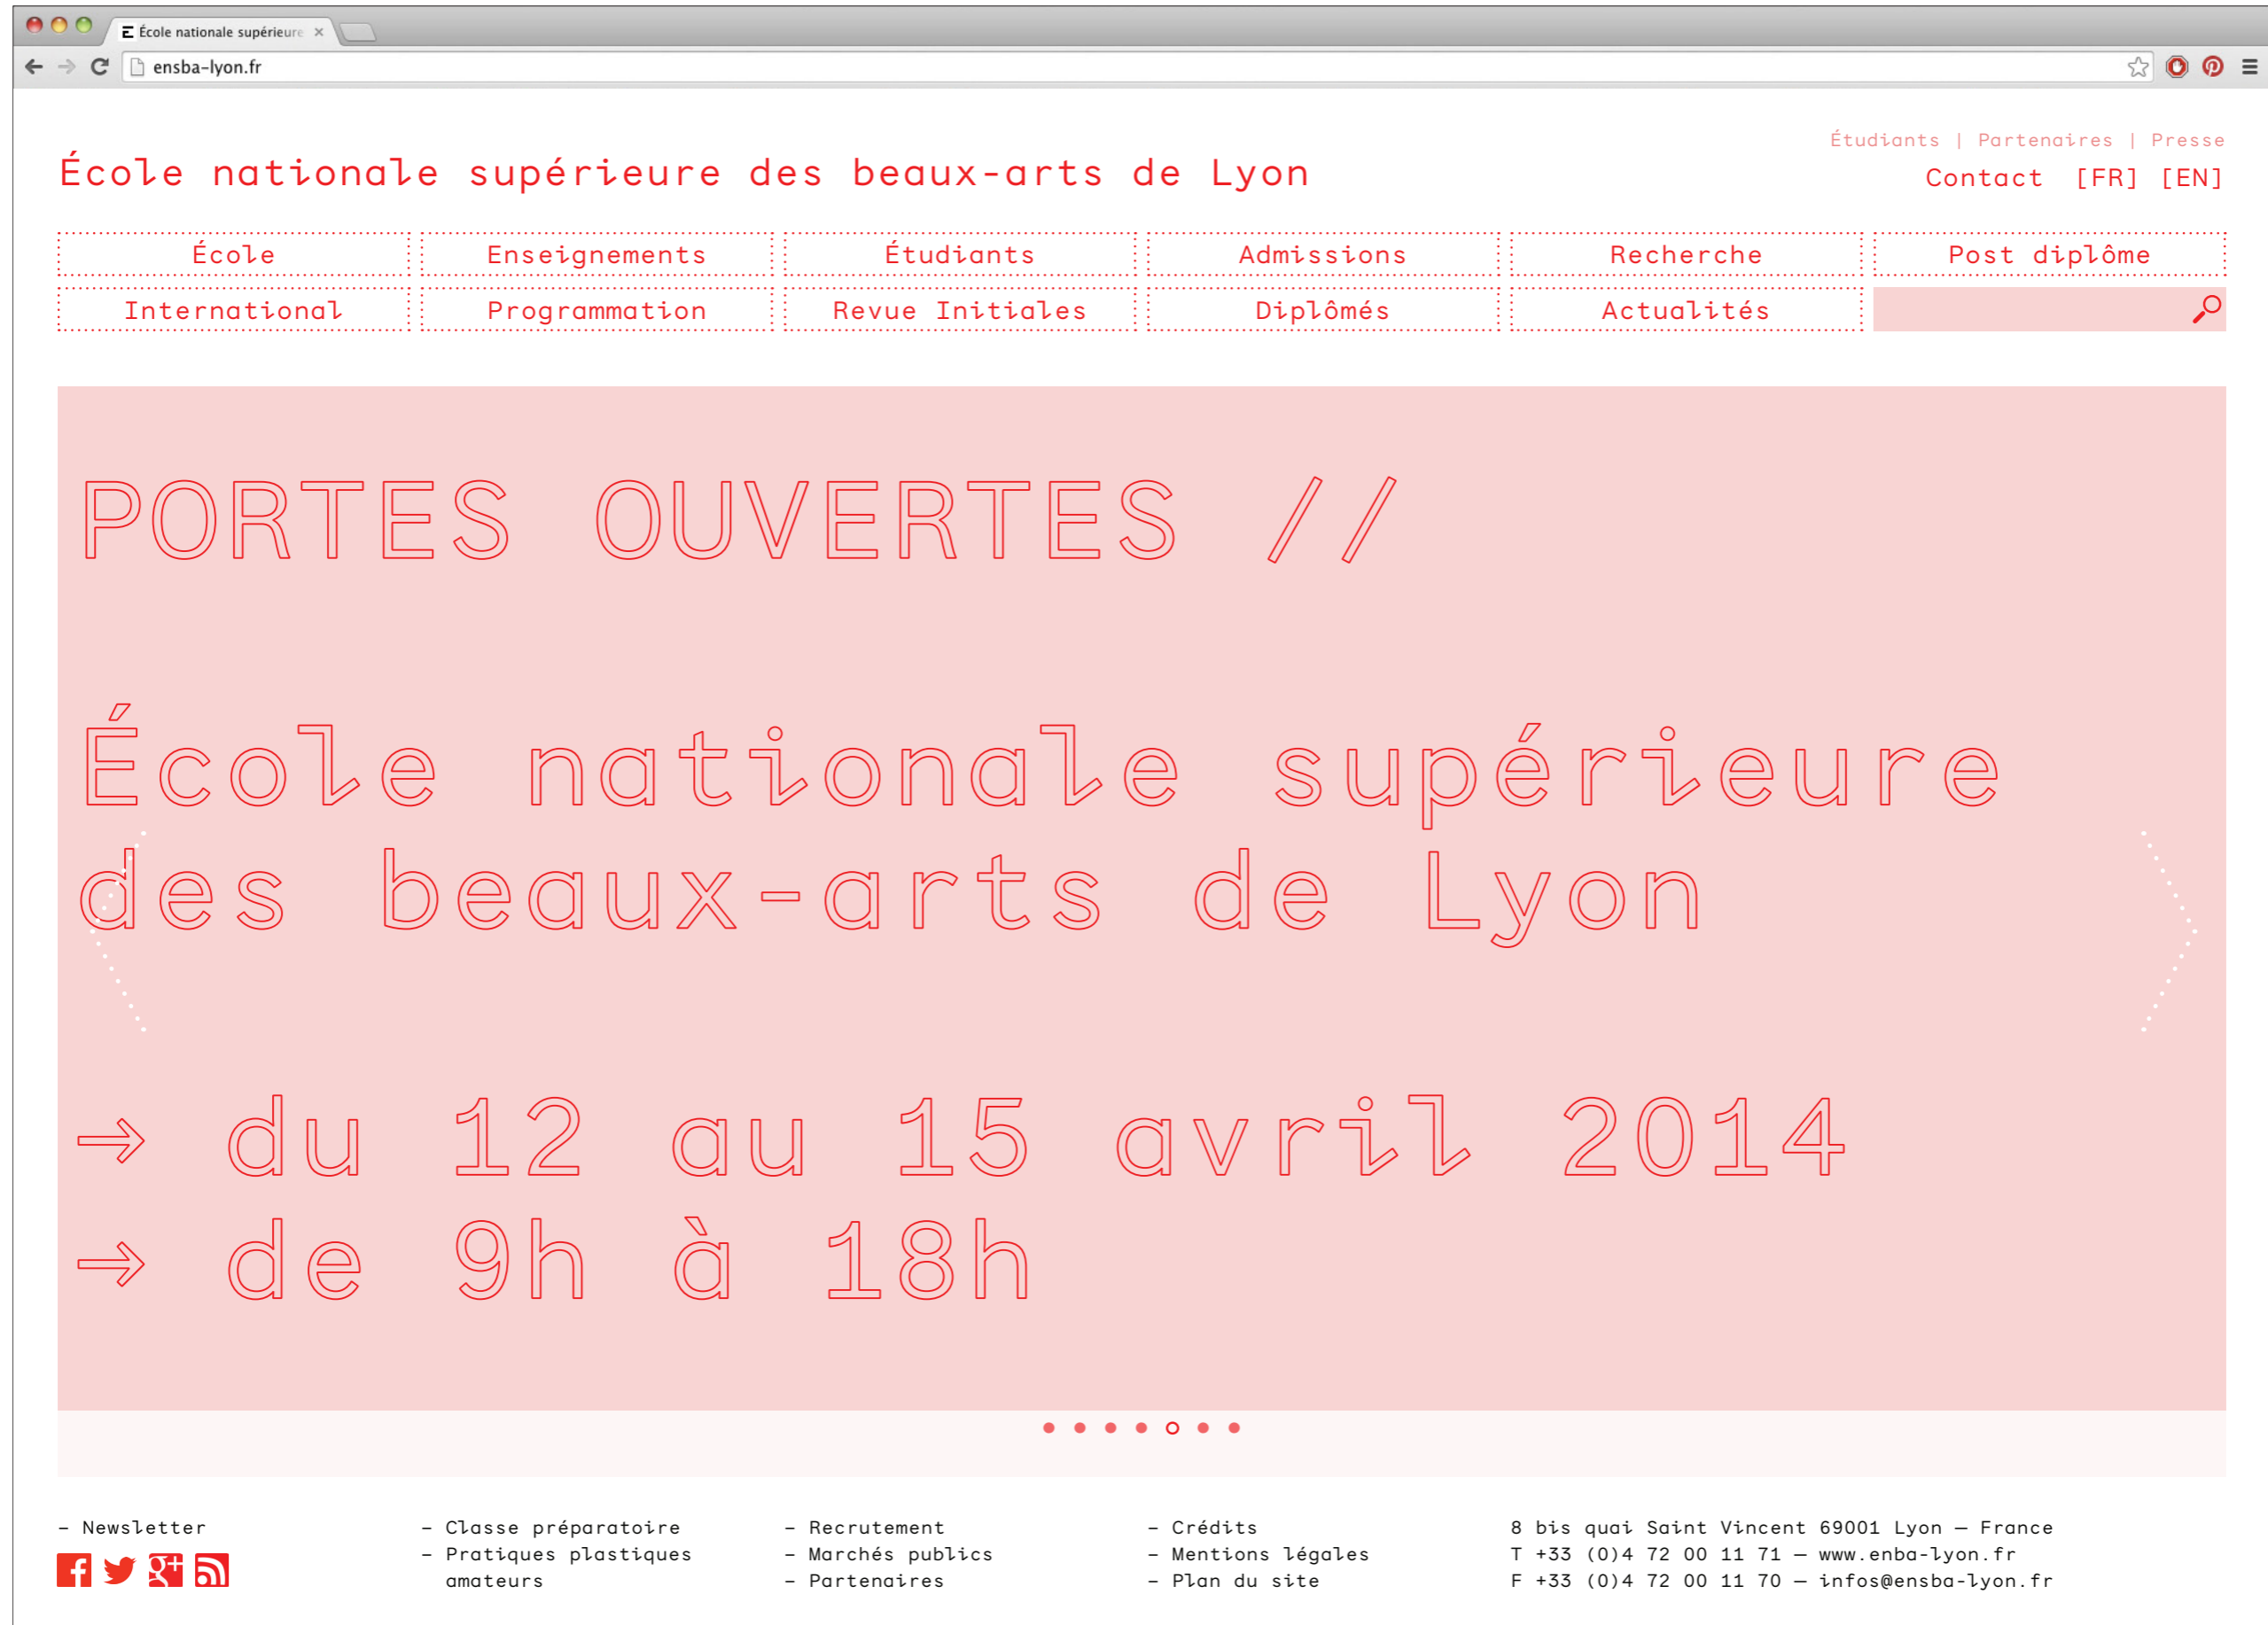 École nationale supérieure
ensba-lyon.fr
Étudiants | Partenaires | Presse
École nationale supérieure des beaux-arts de Lyon
Contact [FR] [EN]
École Enseignements Étudiants Admissions Recherche Post diplôme
International Programmation Revue Initiales Diplômés Actualités
PORTES OUVERTES //
École nationale supérieure
des beaux-arts de Lyon
→ du 12 au 15 avril 2014
→ de 9h à 18h
– Newsletter
– Classe préparatoire
– Pratiques plastiques
amateurs
– Recrutement
– Marchés publics
– Partenaires
– Crédits
– Mentions légales
– Plan du site
8 bis quai Saint Vincent 69001 Lyon — France
T +33 (0)4 72 00 11 71 — www.enba-lyon.fr
F +33 (0)4 72 00 11 70 — infos@ensba-lyon.fr